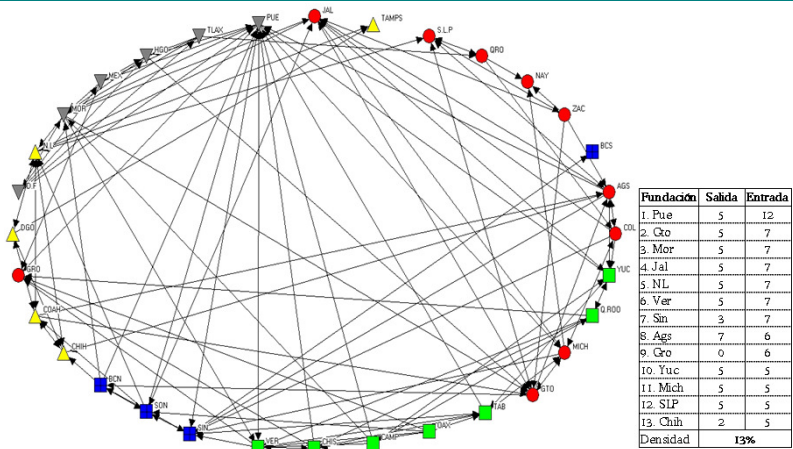 PUE
JAL
TAMPS
S.L.P
TLAX
QRO
HGO
NAY
MEX
ZAC
MOR
BCS
N.L
AGS
D.F
COL
DGO
YUC
GRO
Q.ROO
COAH
MICH
CHIH
GTO
BCN
TAB
SON
OAX
SIN
CAMP
VER
CHIS
Fundación Salida Entrada
1. Pue 5 12
2. Gto 5 7
3. Mor 5 7
4. Jal 5 7
5. NL 5 7
6. Ver 5 7
7. Sin 3 7
8. Ags 7 6
9. Gro 0 6
10. Yuc 5 5
11. Mich 5 5
12. SLP 5 5
13. Chih 2 5
Densidad 13%